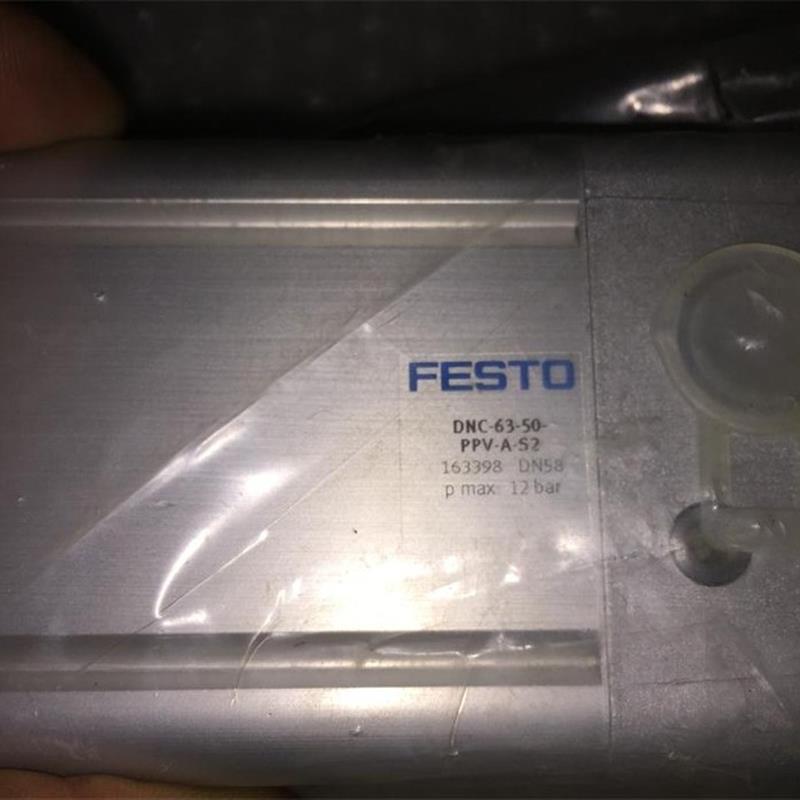 FESTO
DNC-63-50-
PPV-A-S2
163398 DN58
p max: 12 bar